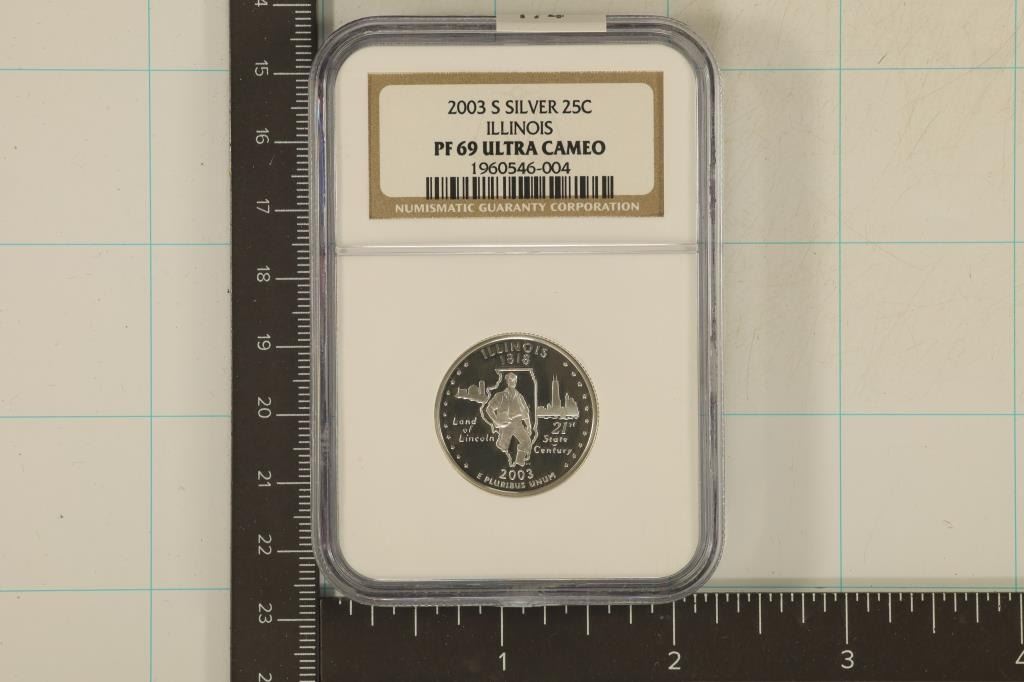 2003 S SILVER 25C
ILLINOIS
PF 69 ULTRA CAMEO
1960546-004
NUMISMATIC GUARANTY CORPORATION
ILLINOIS
1818
Land
of
Lincoln
21st
State
Century
2003
E PLURIBUS UNUM
15
16
17
18
19
20
21
22
23
1
2
3
4